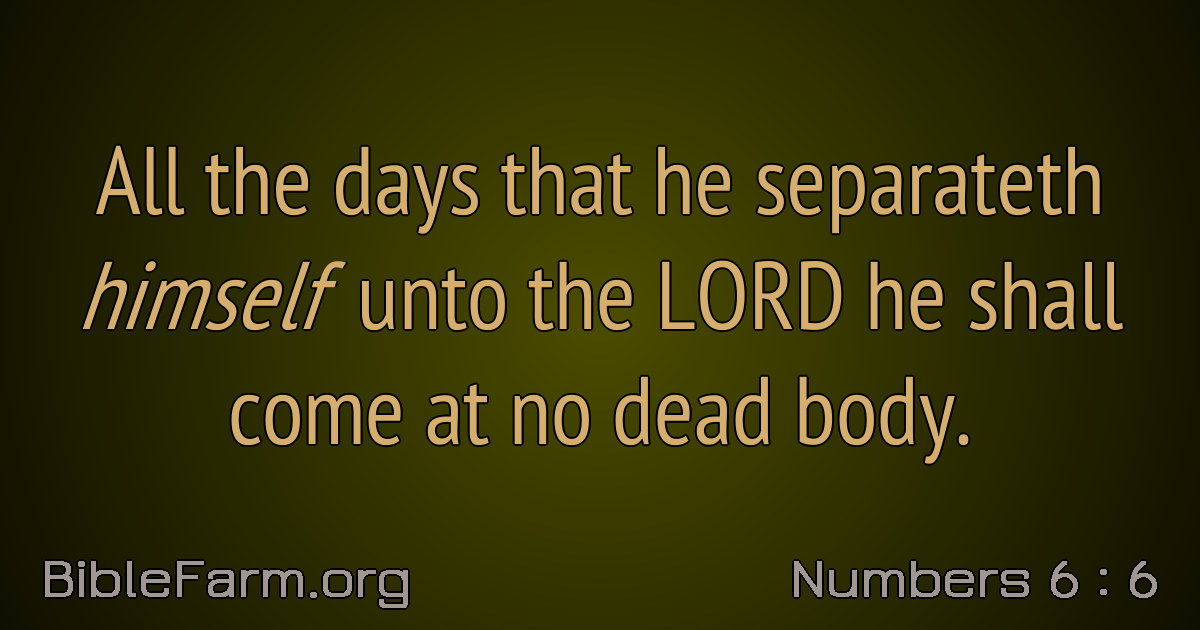 All the days that he separateth
himself unto the LORD he shall
come at no dead body.
BibleFarm.org
Numbers 6 : 6